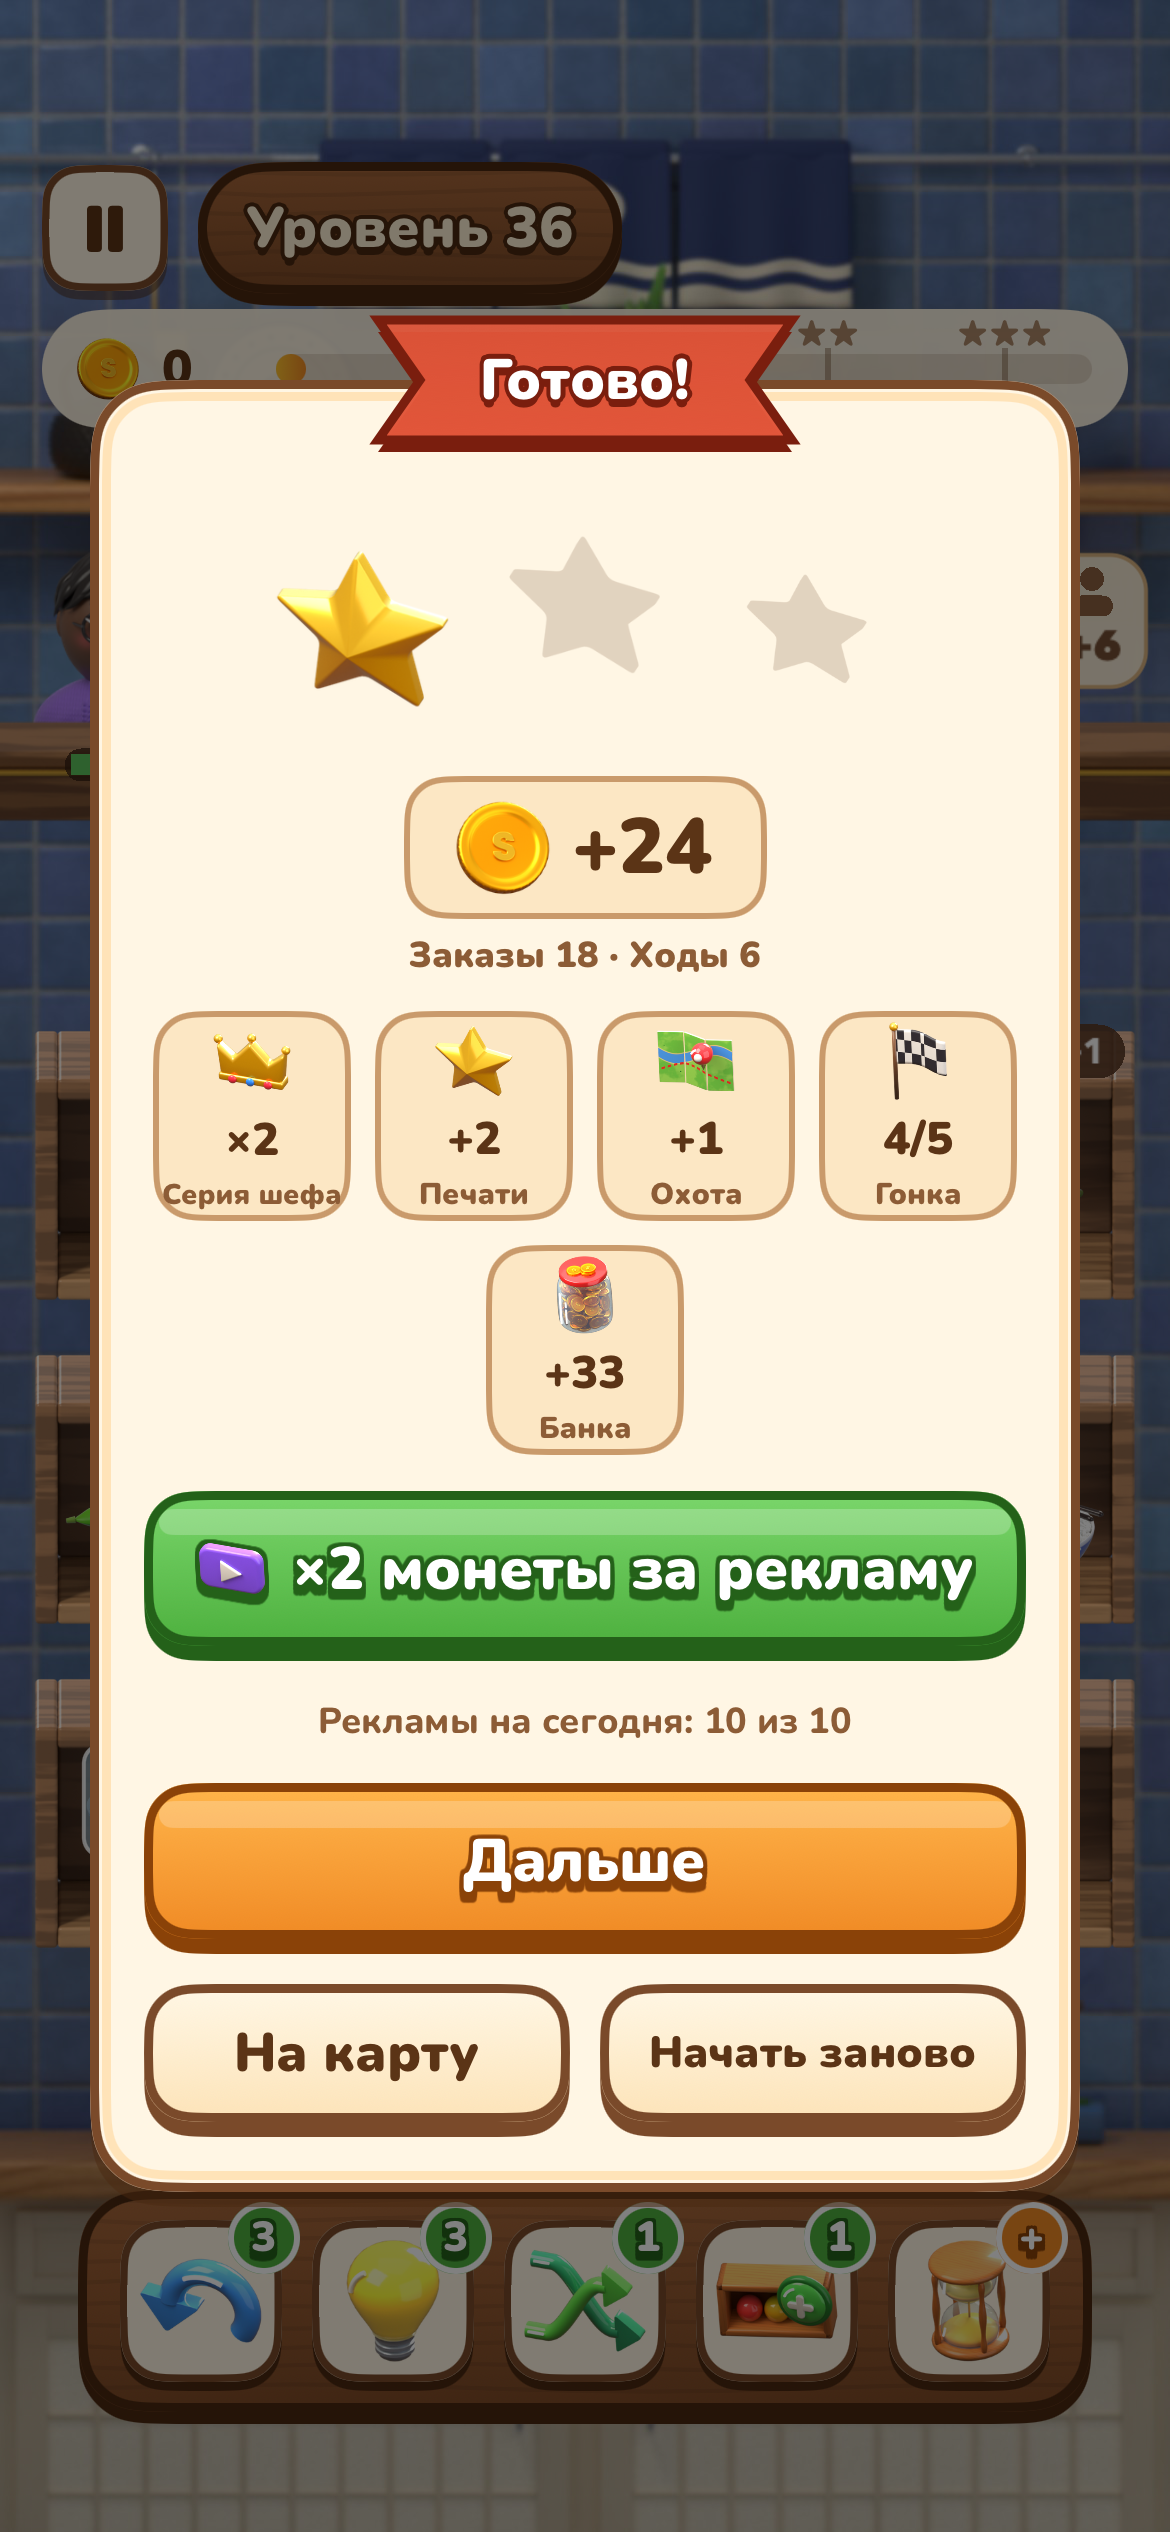 Уровень 36
0
Готово!
+6
+24
Заказы 18 · Ходы 6
×2
+2
+1
4/5
Серия шефа
Печати
Охота
Гонка
+33
Банка
×2 монеты за рекламу
Рекламы на сегодня: 10 из 10
Дальше
На карту
Начать заново
3
3
1
1
+